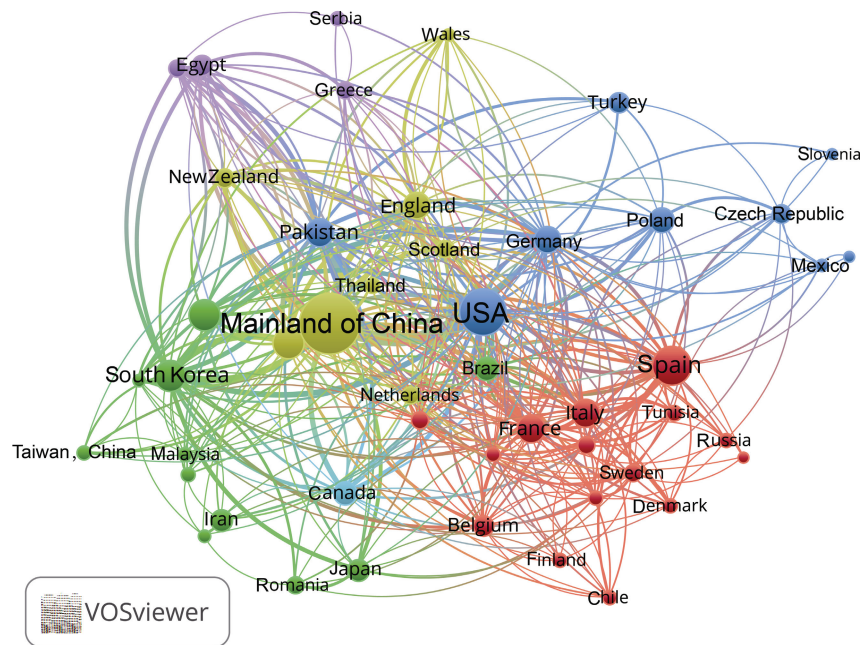 Serbia
Wales
Egypt
Greece
Turkey
Slovenia
NewZealand
England
Pakistan
Scotland
Germany
Poland
Czech Republic
Mexico
Thailand
Mainland of China
USA
South Korea
Brazil
Spain
Netherlands
Italy
Tunisia
France
Russia
Taiwan, China
Malaysia
Sweden
Canada
Denmark
Iran
Belgium
Finland
Japan
Romania
Chile
VOSviewer